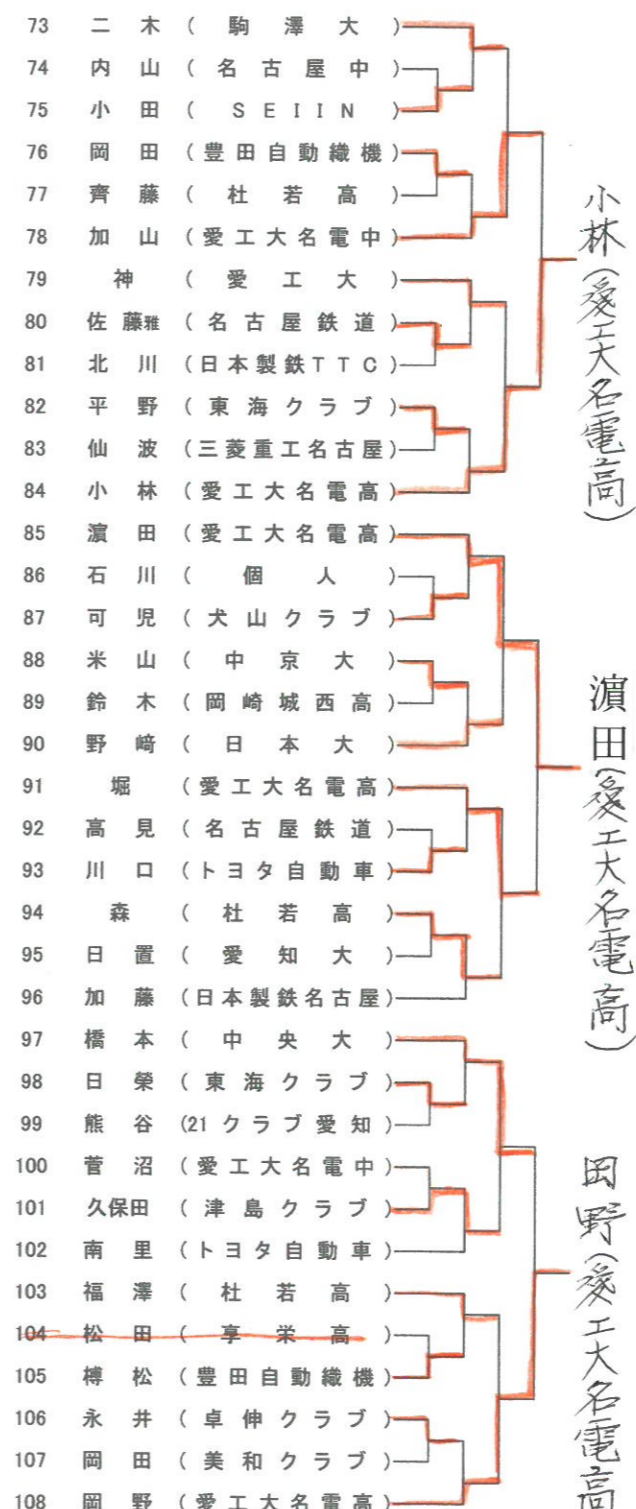 73 二木 (駒澤大)
74 内山 (名古屋中)
75 小田 (SEIIN)
76 岡田 (豊田自動織機)
77 齊藤 (杜若高)
78 加山 (愛工大名電中)
79 神 (愛工大)
80 佐藤雅 (名古屋鉄道)
81 北川 (日本製鉄TTC)
82 平野 (東海クラブ)
83 仙波 (三菱重工名古屋)
84 小林 (愛工大名電高)
小林(愛工大名電高)
85 濵田 (愛工大名電高)
86 石川 (個人)
87 可児 (犬山クラブ)
88 米山 (中京大)
89 鈴木 (岡崎城西高)
90 野﨑 (日本大)
91 堀 (愛工大名電高)
92 高見 (名古屋鉄道)
93 川口 (トヨタ自動車)
94 森 (杜若高)
95 日置 (愛知大)
96 加藤 (日本製鉄名古屋)
濵田(愛工大名電高)
97 橋本 (中央大)
98 日榮 (東海クラブ)
99 熊谷 (21クラブ愛知)
100 菅沼 (愛工大名電中)
101 久保田 (津島クラブ)
102 南里 (トヨタ自動車)
103 福澤 (杜若高)
104 松田 (享栄高)
105 榑松 (豊田自動織機)
106 永井 (卓伸クラブ)
107 岡田 (美和クラブ)
108 岡野 (愛工大名電高)
岡野(愛工大名電高